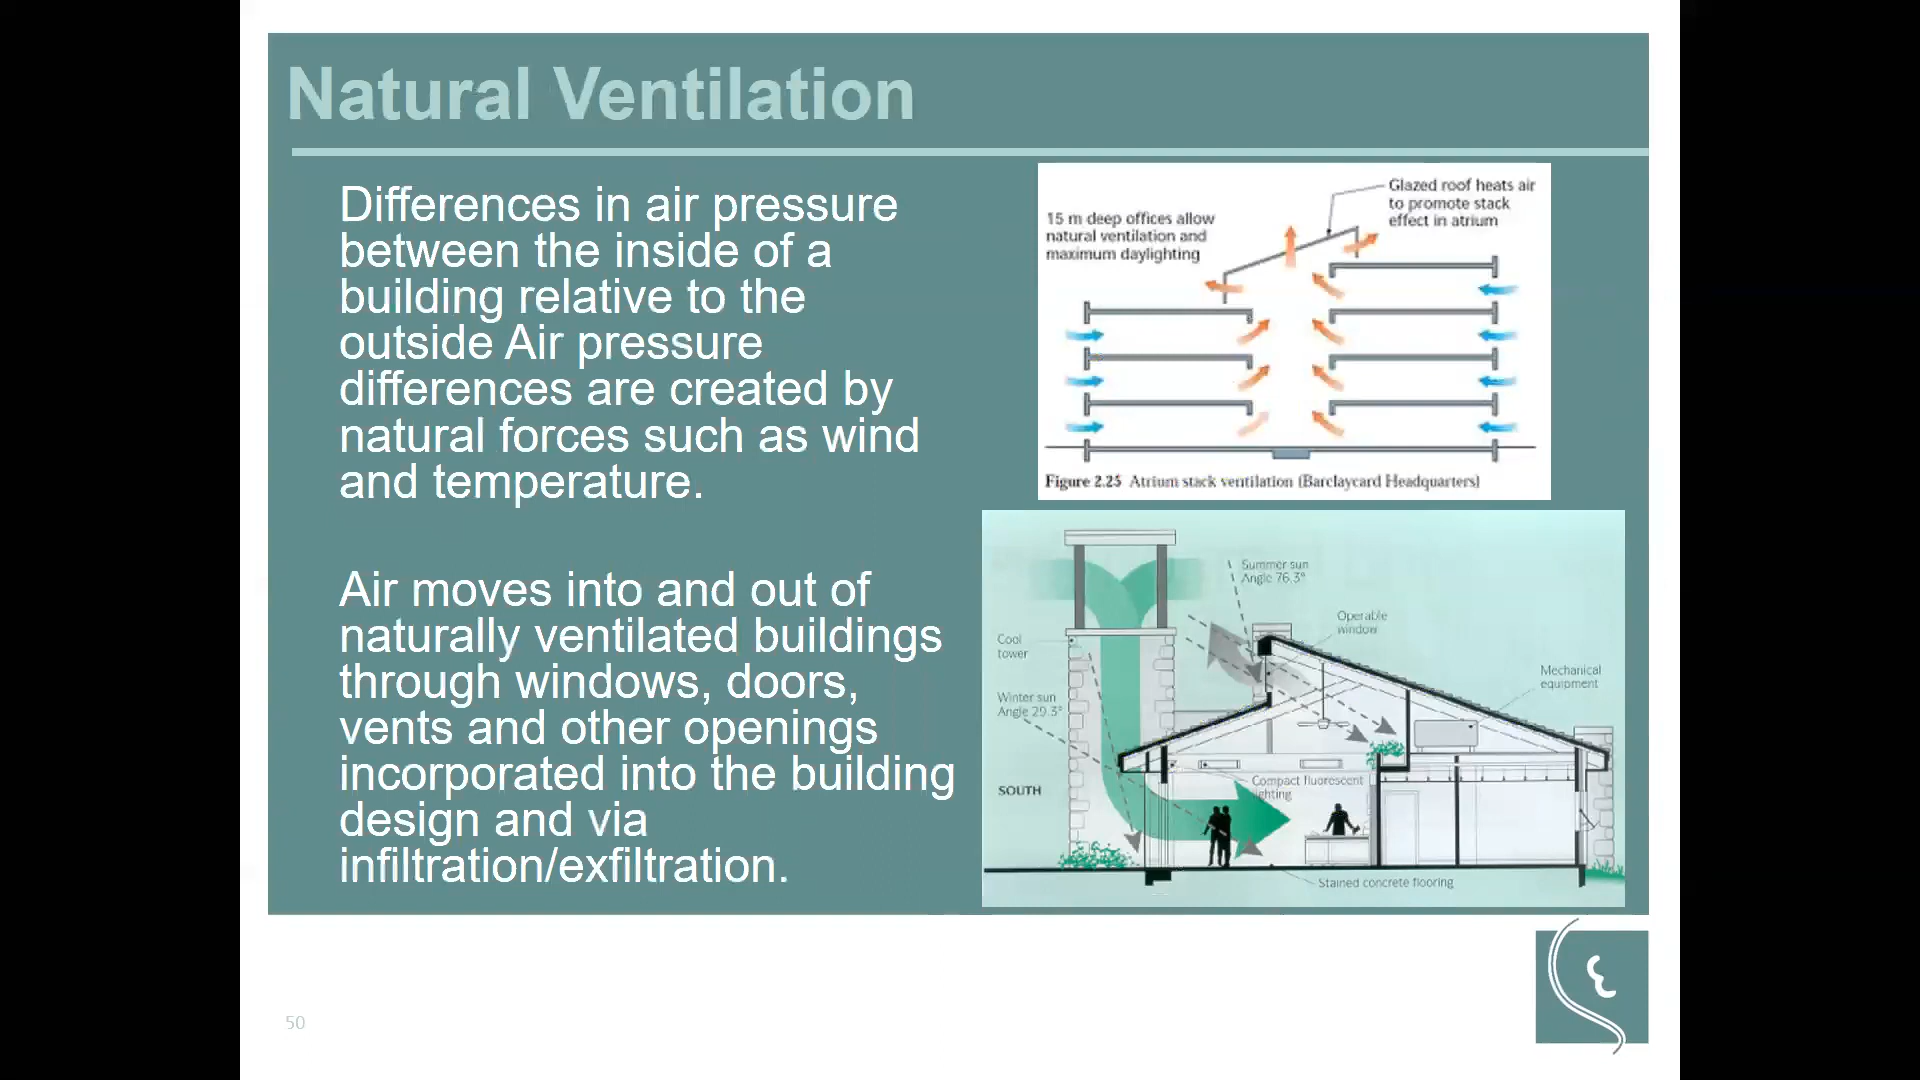 Natural Ventilation
Differences in air pressure
between the inside of a
building relative to the
outside Air pressure
differences are created by
natural forces such as wind
and temperature.
Air moves into and out of
naturally ventilated buildings
through windows, doors,
vents and other openings
incorporated into the building
design and via
infiltration/exfiltration.
Glazed roof heats air
to promote stack
effect in atrium
15 m deep offices allow
natural ventilation and
maximum daylighting
Figure 2.25 Atrium stack ventilation (Barclaycard Headquarters)
Summer sun
Angle 76.3°
Operable
window
Cool
tower
Mechanical
equipment
Winter sun
Angle 29.3°
SOUTH
Compact fluorescent
lighting
Stained concrete flooring
50